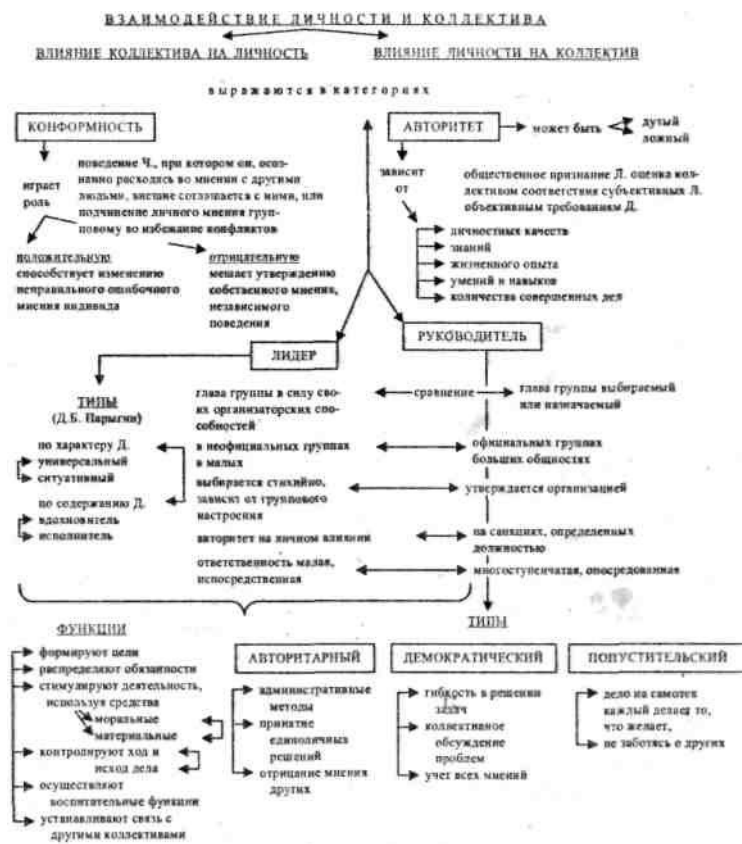 ВЗАИМОДЕЙСТВИЕ ЛИЧНОСТИ И КОЛЛЕКТИВА
ВЛИЯНИЕ КОЛЛЕКТИВА НА ЛИЧНОСТЬ
ВЛИЯНИЕ ЛИЧНОСТИ НА КОЛЛЕКТИВ
выражаются в категориях
КОНФОРМНОСТЬ
играет
роль
поведение Ч., при котором он, осоз-
нанно расходясь во мнении с другими
людьми, внешне соглашается с ними, или
подчинение личного мнения груп-
повому во избежание конфликтов
положительную
способствует изменению
неправильного ошибочного
мнения индивида
отрицательную
мешает утверждению
собственного мнения,
независимого
поведения
АВТОРИТЕТ
может быть
дутый
ложный
зависит
от
общественное признание Л. оценка кол-
лективом соответствия субъективных Л.
объективным требованиям Д.
личностных качеств
знаний
жизненного опыта
умений и навыков
количества совершенных дел
ЛИДЕР
РУКОВОДИТЕЛЬ
ТИПЫ
(Д.Б. Парыгин)
по характеру Д.
универсальный
ситуативный
по содержанию Д.
вдохновитель
исполнитель
глава группы в силу сво-
их организаторских спо-
собностей
сравнение
глава группы выбираемый
или назначаемый
в неофициальных группах
в малых
официальных группах
больших общностях
выбирается стихийно,
зависит от группового
настроения
утверждается организацией
авторитет на личном влиянии
на санкциях, определенных
должностью
ответственность малая,
непосредственная
многоступенчатая, опосредованная
ФУНКЦИИ
формируют цели
распределяют обязанности
стимулируют деятельность,
используя средства
моральные
материальные
контролируют ход и
исход дела
осуществляют
воспитательные функции
устанавливают связь с
другими коллективами
ТИПЫ
АВТОРИТАРНЫЙ
административные
методы
принятие
единоличных
решений
отрицание мнения
других
ДЕМОКРАТИЧЕСКИЙ
гибкость в решении
задач
коллективное
обсуждение
проблем
учет всех мнений
ПОПУСТИТЕЛЬСКИЙ
дело на самотек
каждый делает то,
что желает,
не заботясь о других